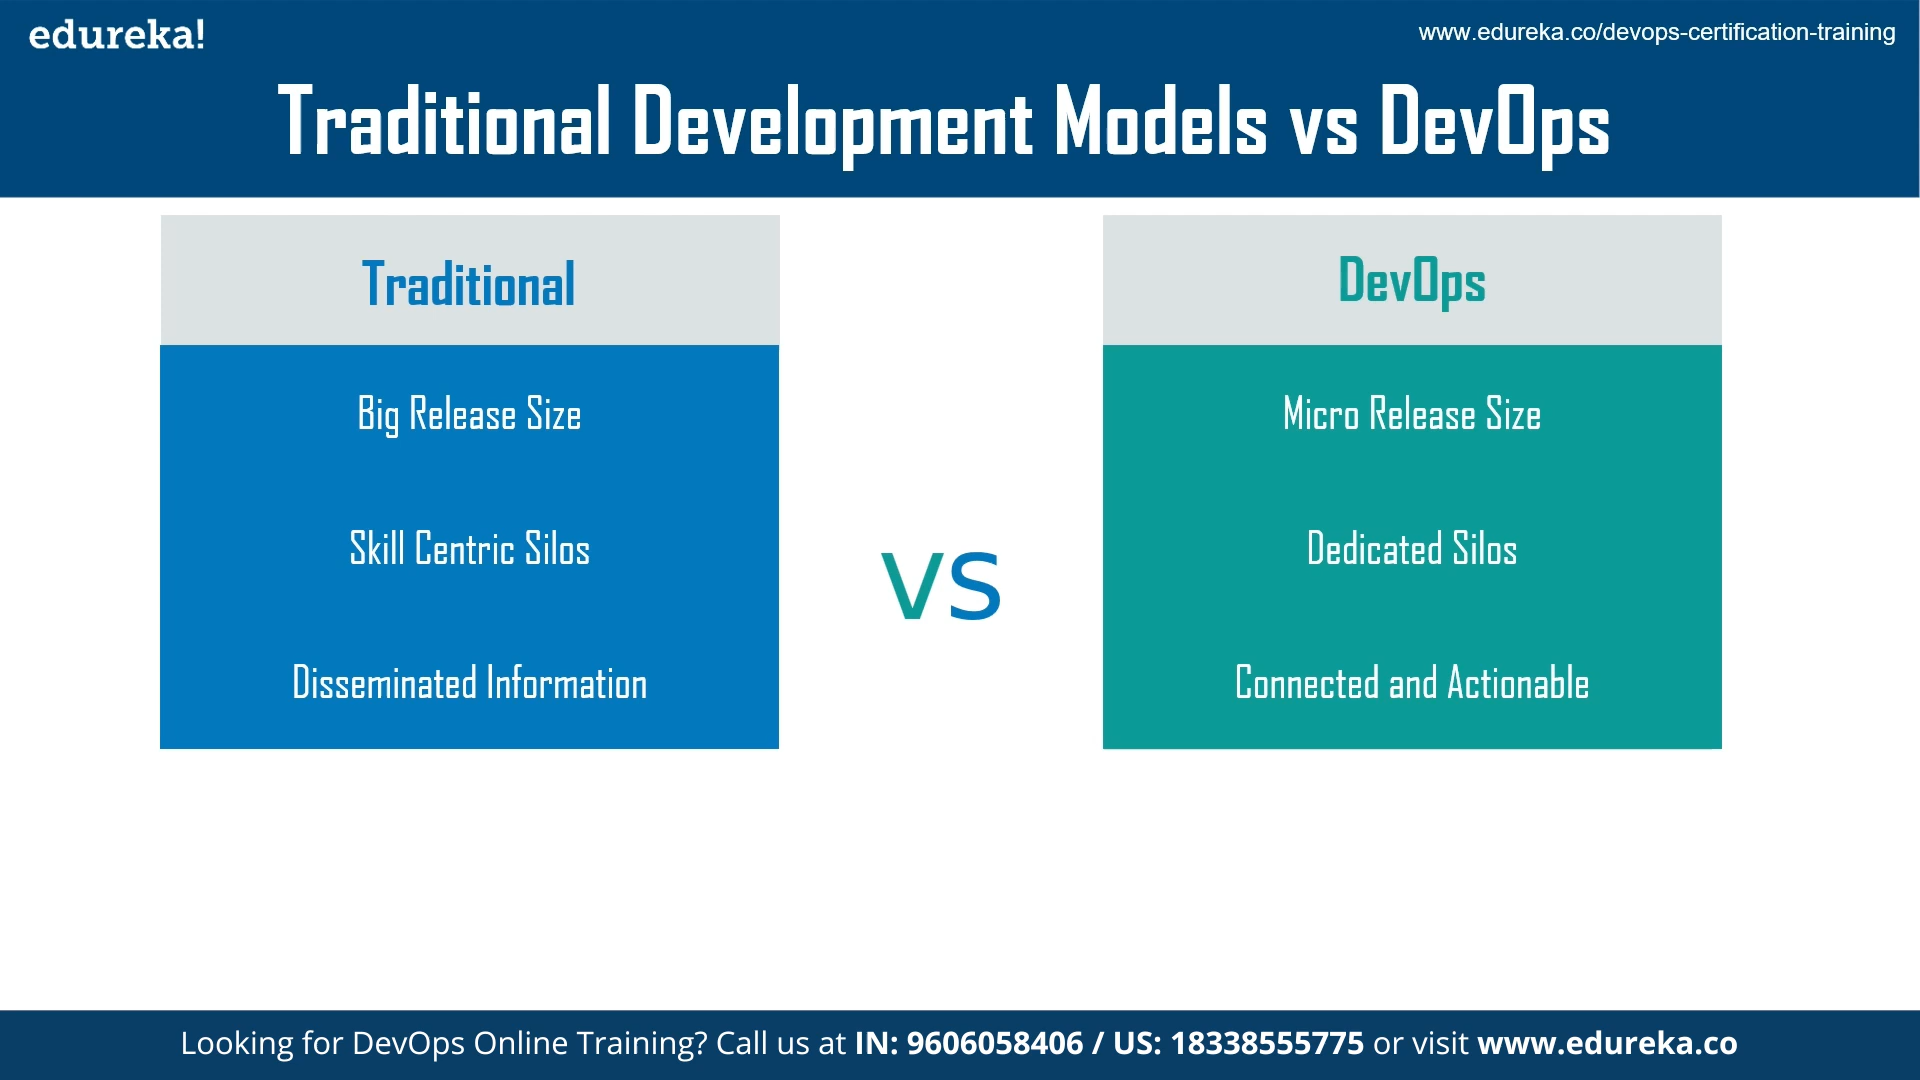 edureka!
www.edureka.co/devops-certification-training
Traditional Development Models vs DevOps
Traditional
Big Release Size
Skill Centric Silos
Disseminated Information
vs
DevOps
Micro Release Size
Dedicated Silos
Connected and Actionable
Looking for DevOps Online Training? Call us at IN: 9606058406 / US: 18338555775 or visit www.edureka.co